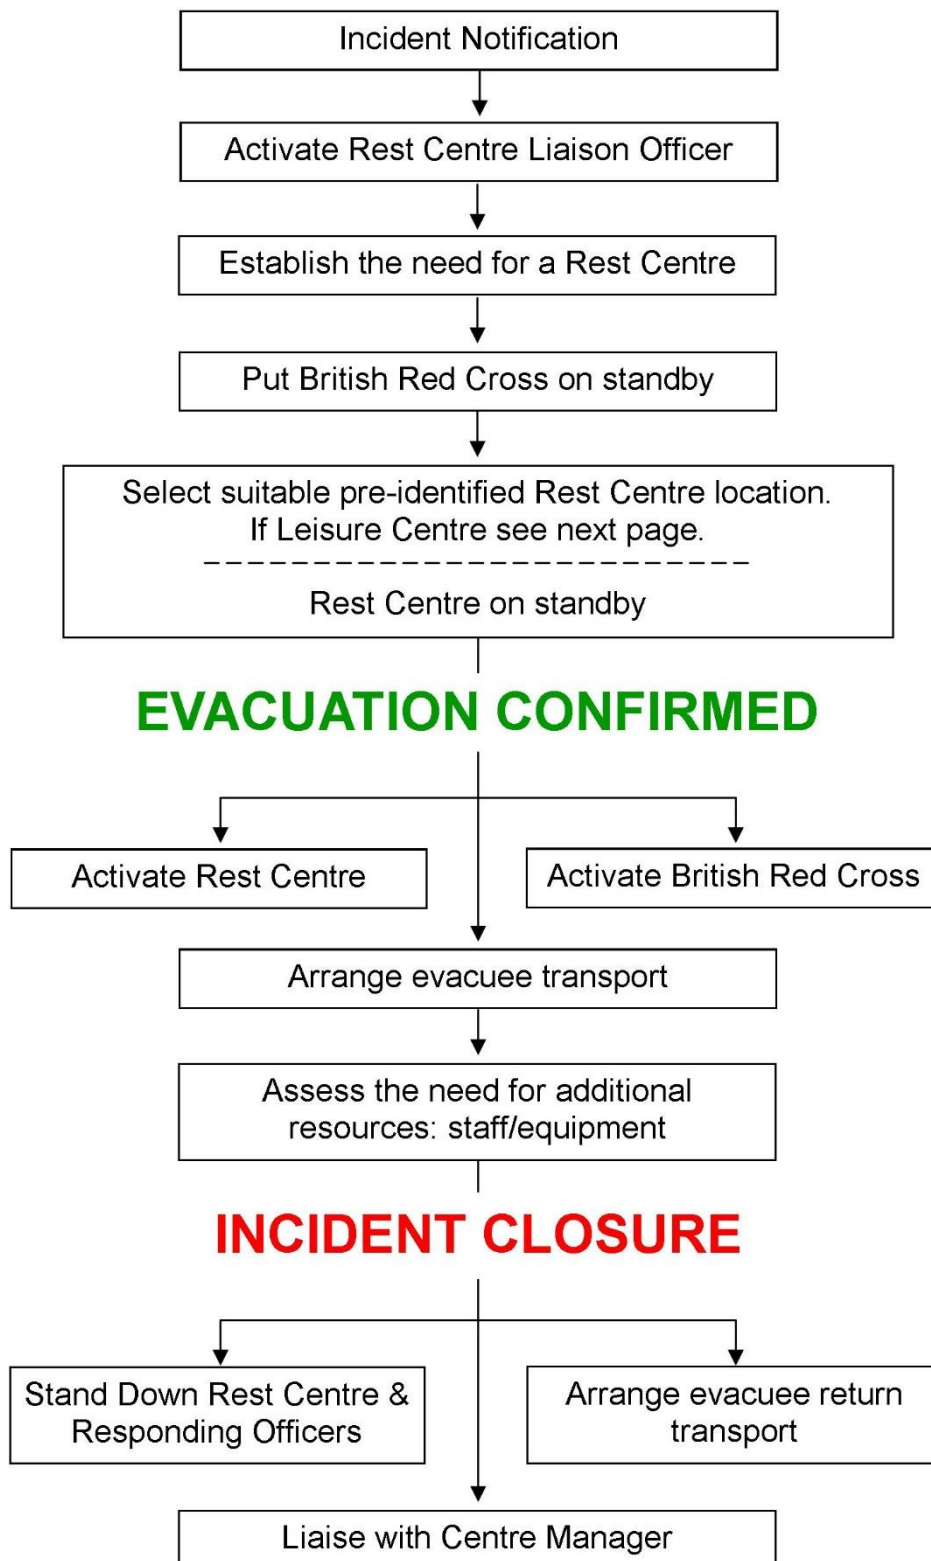 Incident Notification
Activate Rest Centre Liaison Officer
Establish the need for a Rest Centre
Put British Red Cross on standby
Select suitable pre-identified Rest Centre location.
If Leisure Centre see next page.
Rest Centre on standby
EVACUATION CONFIRMED
Activate Rest Centre
Activate British Red Cross
Arrange evacuee transport
Assess the need for additional
resources: staff/equipment
INCIDENT CLOSURE
Stand Down Rest Centre &
Responding Officers
Arrange evacuee return
transport
Liaise with Centre Manager